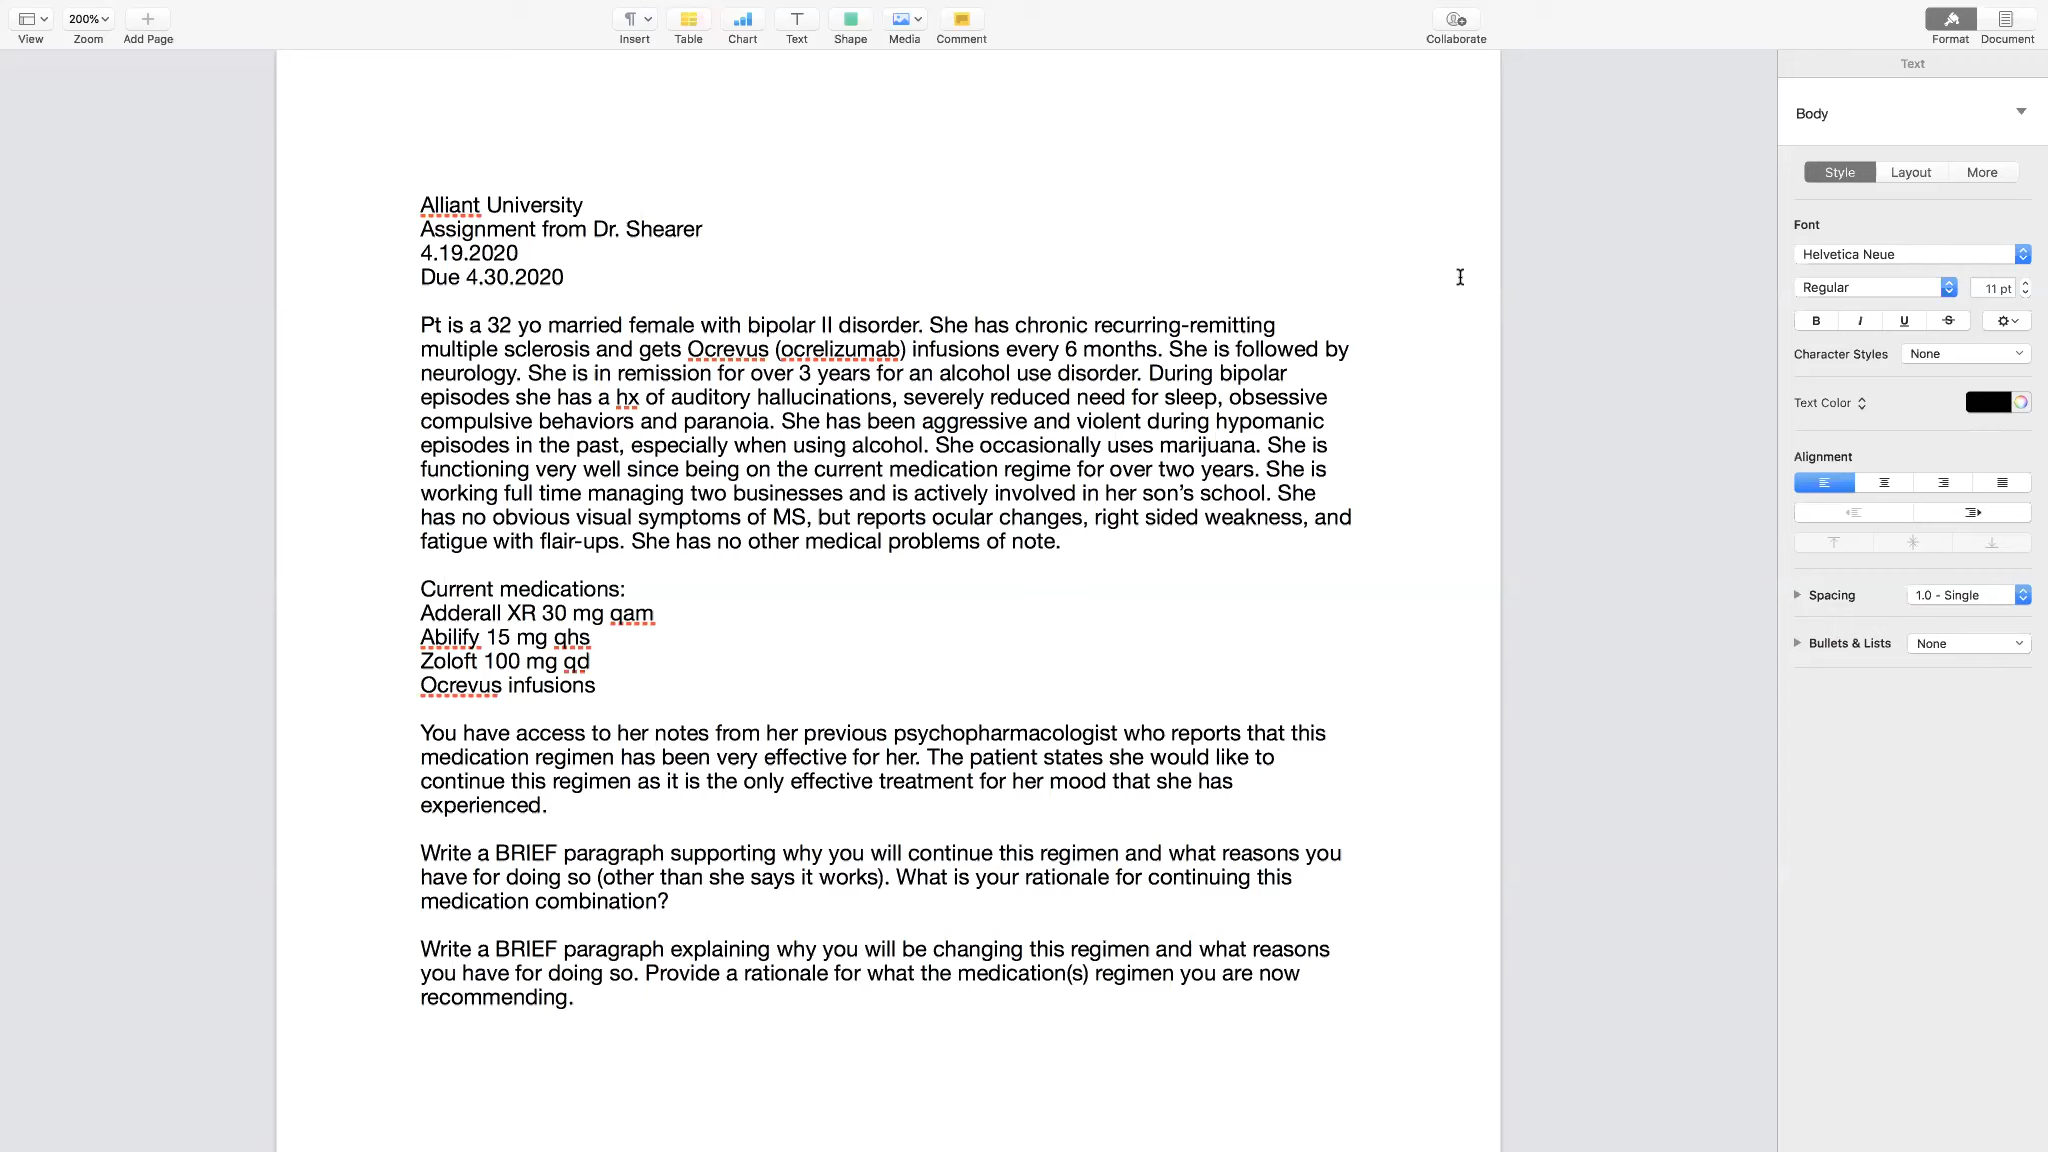 200%
View
Zoom
Add Page
Insert
Table
Chart
Text
Shape
Media
Comment
Collaborate
Format
Document
Alliant University
Assignment from Dr. Shearer
4.19.2020
Due 4.30.2020
Pt is a 32 yo married female with bipolar II disorder. She has chronic recurring-remitting
multiple sclerosis and gets Ocrevus (ocrelizumab) infusions every 6 months. She is followed by
neurology. She is in remission for over 3 years for an alcohol use disorder. During bipolar
episodes she has a hx of auditory hallucinations, severely reduced need for sleep, obsessive
compulsive behaviors and paranoia. She has been aggressive and violent during hypomanic
episodes in the past, especially when using alcohol. She occasionally uses marijuana. She is
functioning very well since being on the current medication regime for over two years. She is
working full time managing two businesses and is actively involved in her son's school. She
has no obvious visual symptoms of MS, but reports ocular changes, right sided weakness, and
fatigue with flair-ups. She has no other medical problems of note.
Current medications:
Adderall XR 30 mg qam
Abilify 15 mg qhs
Zoloft 100 mg qd
Ocrevus infusions
You have access to her notes from her previous psychopharmacologist who reports that this
medication regimen has been very effective for her. The patient states she would like to
continue this regimen as it is the only effective treatment for her mood that she has
experienced.
Write a BRIEF paragraph supporting why you will continue this regimen and what reasons you
have for doing so (other than she says it works). What is your rationale for continuing this
medication combination?
Write a BRIEF paragraph explaining why you will be changing this regimen and what reasons
you have for doing so. Provide a rationale for what the medication(s) regimen you are now
recommending.
Text
Body
Style
Layout
More
Font
Helvetica Neue
Regular
11 pt
B
I
U
S
Character Styles
None
Text Color
Alignment
Spacing
1.0 - Single
Bullets & Lists
None